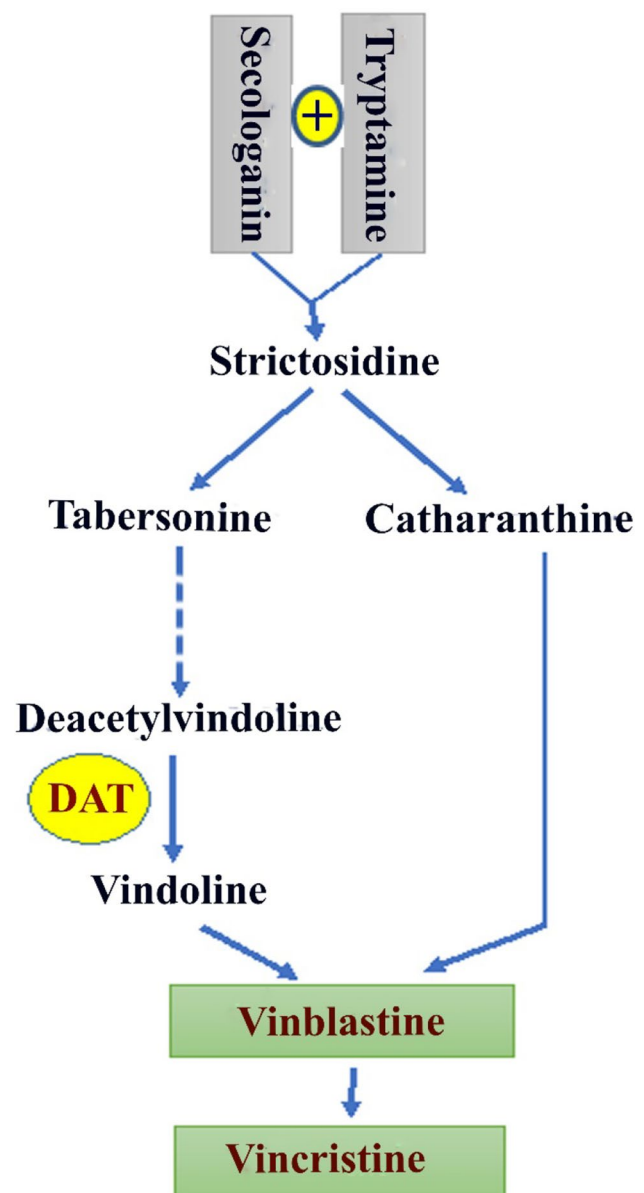 Secologanin
+
Tryptamine
Strictosidine
Tabersonine
Catharanthine
Deacetylvindoline
DAT
Vindoline
Vinblastine
Vincristine